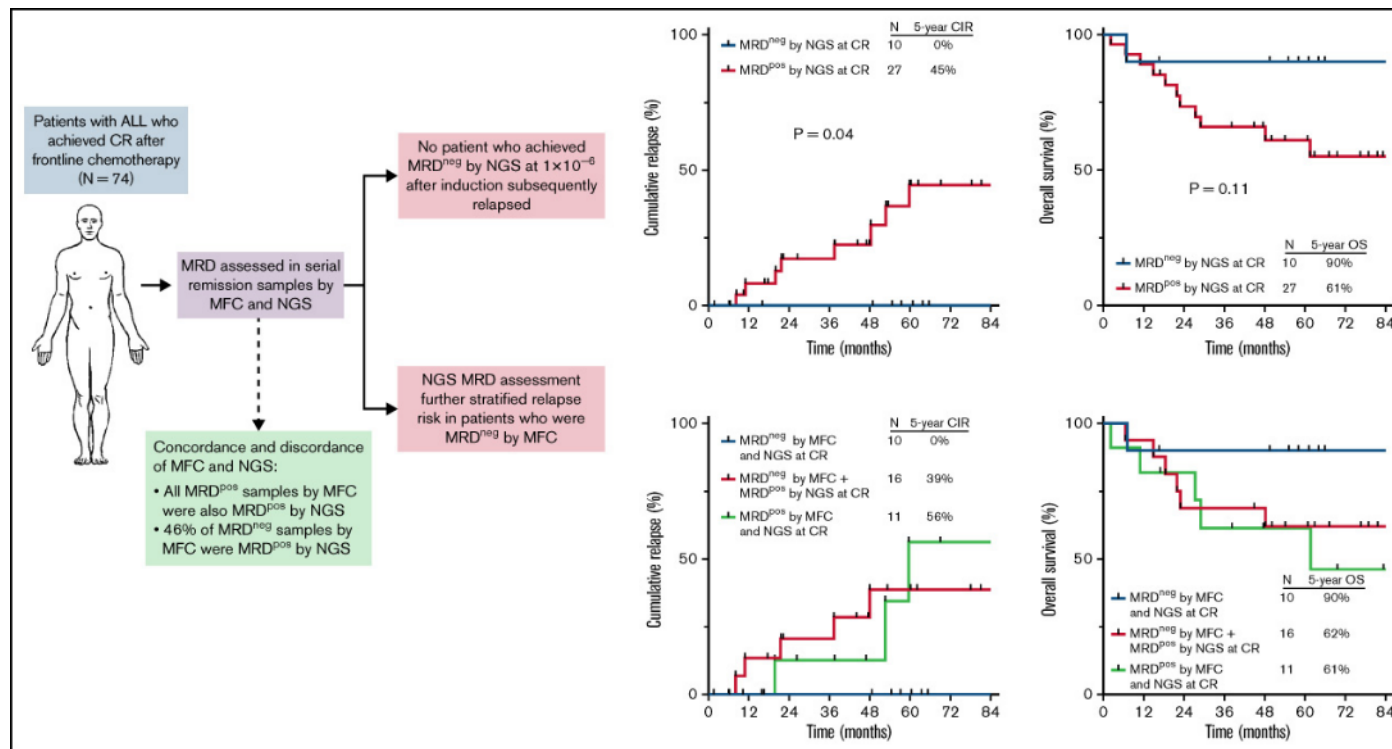 Patients with ALL who
achieved CR after
frontline chemotherapy
(N = 74)
MRD assessed in serial
remission samples by
MFC and NGS
No patient who achieved
MRDneg by NGS at 1×10−6
after induction subsequently
relapsed
NGS MRD assessment
further stratified relapse
risk in patients who were
MRDneg by MFC
Concordance and discordance
of MFC and NGS:
• All MRDpos samples by MFC
were also MRDpos by NGS
• 46% of MRDneg samples by
MFC were MRDpos by NGS
Cumulative relapse (%)
100
50
0
N 5-year CIR
MRDneg by NGS at CR 10 0%
MRDpos by NGS at CR 27 45%
P = 0.04
0 12 24 36 48 60 72 84
Time (months)
Overall survival (%)
100
50
0
P = 0.11
N 5-year OS
MRDneg by NGS at CR 10 90%
MRDpos by NGS at CR 27 61%
0 12 24 36 48 60 72 84
Time (months)
Cumulative relapse (%)
100
50
0
N 5-year CIR
MRDneg by MFC 10 0%
and NGS at CR
MRDneg by MFC + 16 39%
MRDpos by NGS at CR
MRDpos by MFC 11 56%
and NGS at CR
0 12 24 36 48 60 72 84
Time (months)
Overall survival (%)
100
50
0
N 5-year OS
MRDneg by MFC 10 90%
and NGS at CR
MRDneg by MFC + 16 62%
MRDpos by NGS at CR
MRDpos by MFC 11 61%
and NGS at CR
0 12 24 36 48 60 72 84
Time (months)